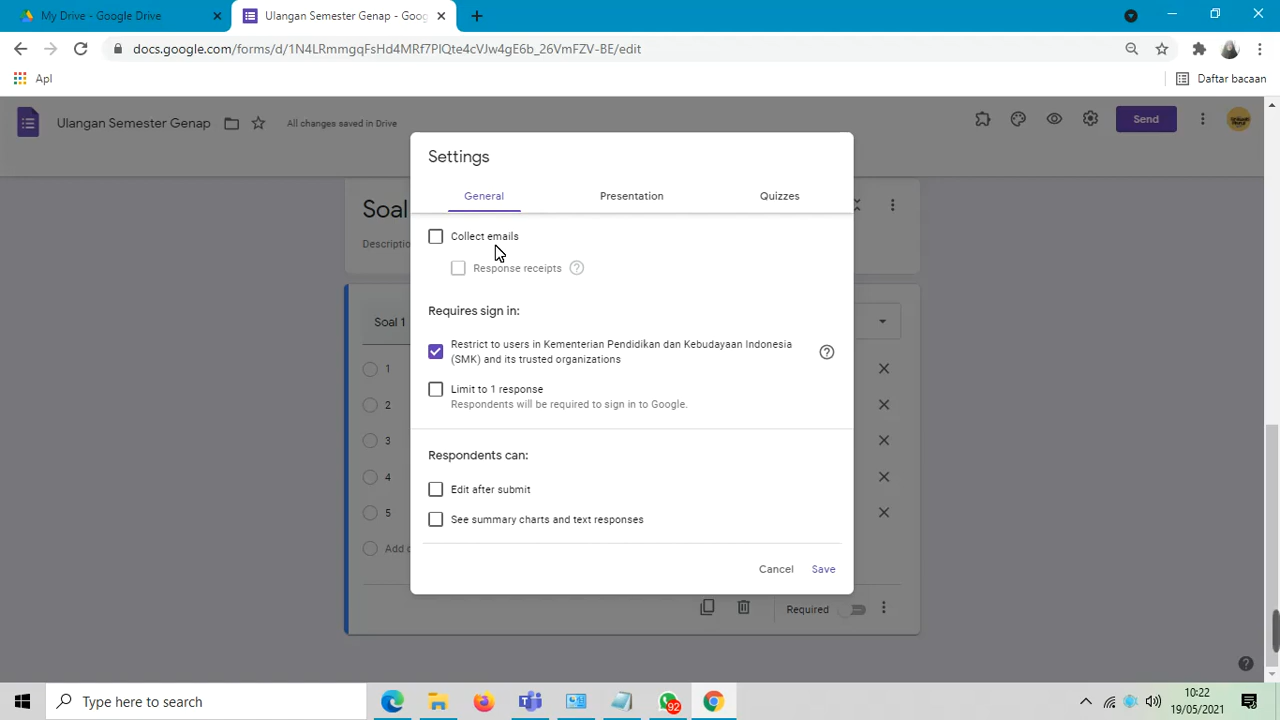 My Drive - Google Drive
Ulangan Semester Genap - Goog
docs.google.com/forms/d/1N4LRmmgqFsHd4MRf7PlQte4cVJw4gE6b_26VmFZV-BE/edit
Apl
Daftar bacaan
Ulangan Semester Genap
All changes saved in Drive
Send
Settings
General
Presentation
Quizzes
Soal
Descriptio
Collect emails
Response receipts
Requires sign in:
Soal 1
Restrict to users in Kementerian Pendidikan dan Kebudayaan Indonesia
(SMK) and its trusted organizations
1
Limit to 1 response
Respondents will be required to sign in to Google.
2
3
Respondents can:
4
Edit after submit
5
See summary charts and text responses
Add o
Cancel
Save
Required
Type here to search
92
10:22
19/05/2021